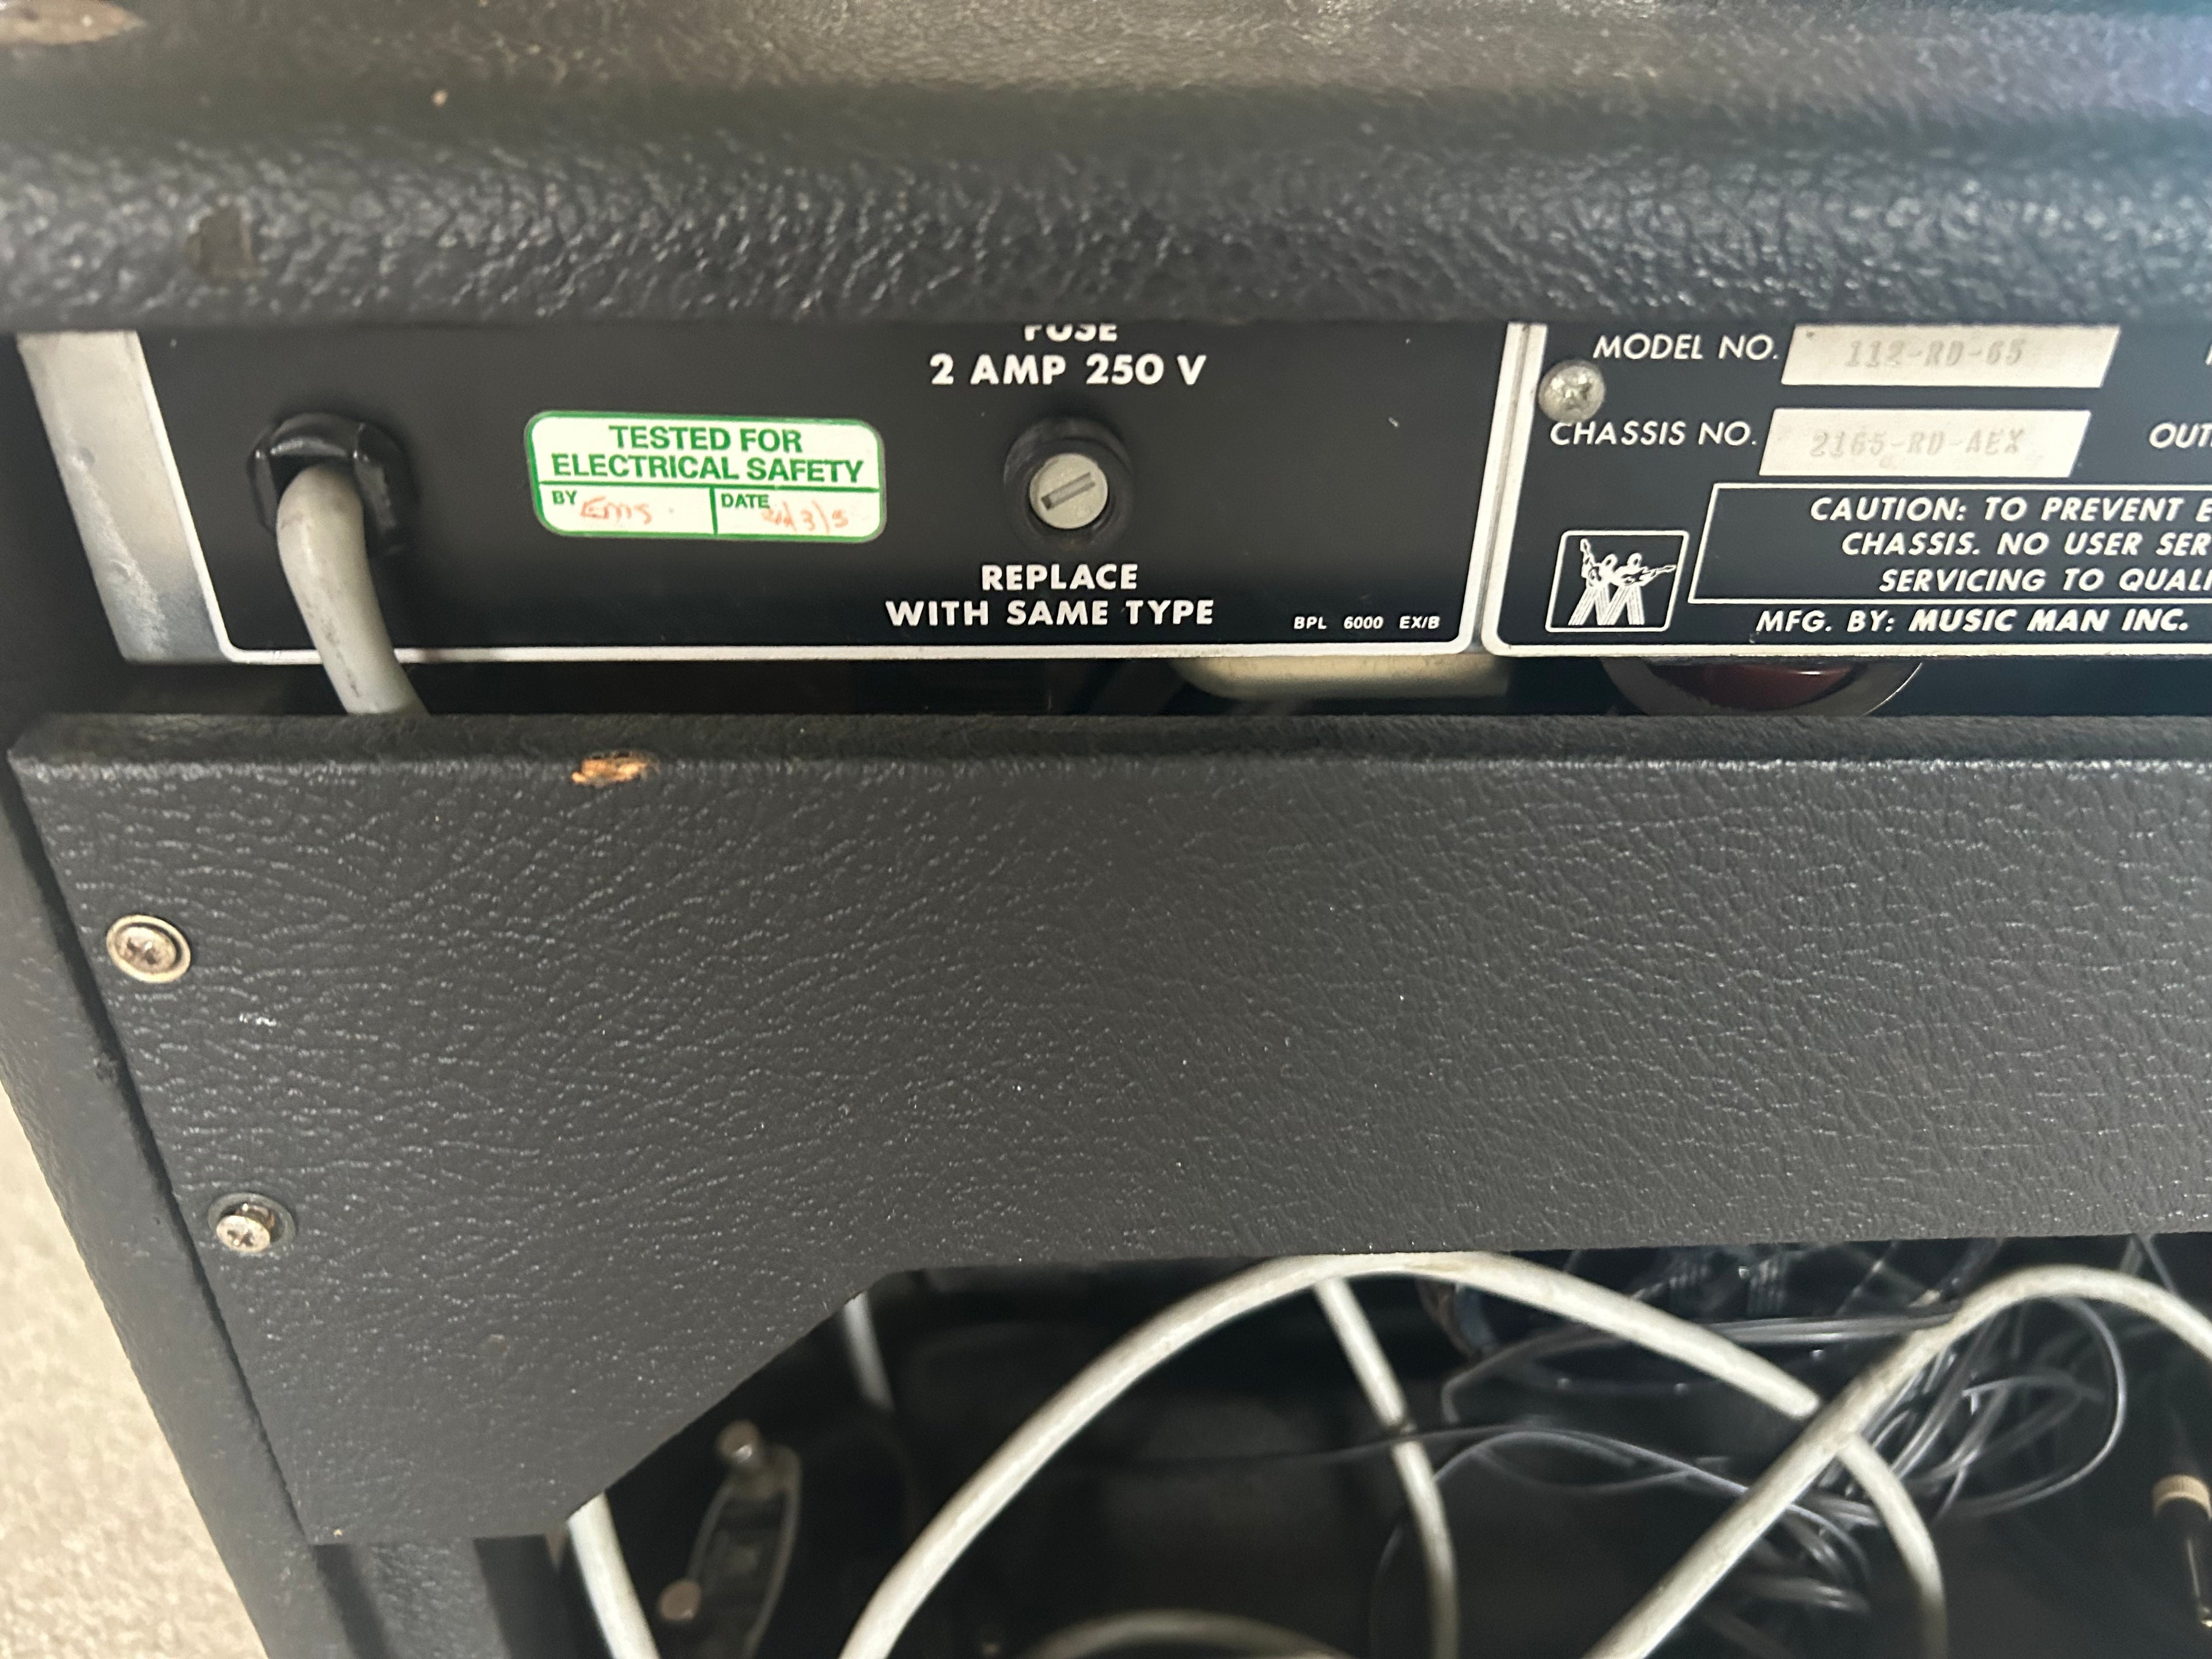 FUSE
2 AMP 250 V
TESTED FOR
ELECTRICAL SAFETY
BY Ems DATE
REPLACE
WITH SAME TYPE
BPL 6000 EX/B
MODEL NO. 112-RD-65
CHASSIS NO. 2165-RD-AEX
CAUTION: TO PREVENT
CHASSIS. NO USER
SERVICING TO
MFG. BY: MUSIC MAN INC.